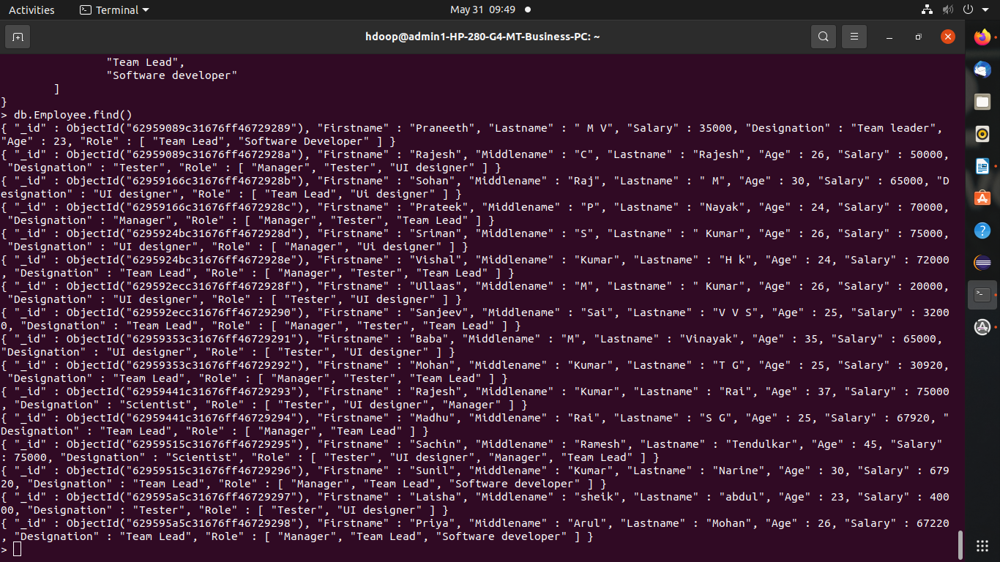 Activities
Terminal
May 31 09:49
hdoop@admin1-HP-280-G4-MT-Business-PC: ~
"Team Lead",
"Software developer"
]
}
> db.Employee.find()
{ "_id" : ObjectId("62959089c31676ff46729289"), "Firstname" : "Praneeth", "Lastname" : " M V", "Salary" : 35000, "Designation" : "Team leader",
"Age" : 23, "Role" : [ "Team Lead", "Software Developer" ] }
{ "_id" : ObjectId("62959089c31676ff4672928a"), "Firstname" : "Rajesh", "Middlename" : "C", "Lastname" : "Rajesh", "Age" : 26, "Salary" : 50000,
"Designation" : "Tester", "Role" : [ "Manager", "Tester", "UI designer" ] }
{ "_id" : ObjectId("62959166c31676ff4672928b"), "Firstname" : "Sohan", "Middlename" : "Raj", "Lastname" : " M", "Age" : 30, "Salary" : 65000, "D
esignation" : "UI designer", "Role" : [ "Team Lead", "Ui designer" ] }
{ "_id" : ObjectId("62959166c31676ff4672928c"), "Firstname" : "Prateek", "Middlename" : "P", "Lastname" : "Nayak", "Age" : 24, "Salary" : 70000,
"Designation" : "Manager", "Role" : [ "Manager", "Tester", "Team Lead" ] }
{ "_id" : ObjectId("6295924bc31676ff4672928d"), "Firstname" : "Sriman", "Middlename" : "S", "Lastname" : " Kumar", "Age" : 26, "Salary" : 75000,
"Designation" : "UI designer", "Role" : [ "Manager", "Ui designer" ] }
{ "_id" : ObjectId("6295924bc31676ff4672928e"), "Firstname" : "Vishal", "Middlename" : "Kumar", "Lastname" : "H k", "Age" : 24, "Salary" : 72000
, "Designation" : "Team Lead", "Role" : [ "Manager", "Tester", "Team Lead" ] }
{ "_id" : ObjectId("629592ecc31676ff4672928f"), "Firstname" : "Ullaas", "Middlename" : "M", "Lastname" : " Kumar", "Age" : 26, "Salary" : 20000,
"Designation" : "UI designer", "Role" : [ "Tester", "UI designer" ] }
{ "_id" : ObjectId("629592ecc31676ff46729290"), "Firstname" : "Sanjeev", "Middlename" : "Sai", "Lastname" : "V V S", "Age" : 25, "Salary" : 3200
0, "Designation" : "Team Lead", "Role" : [ "Manager", "Tester", "Team Lead" ] }
{ "_id" : ObjectId("62959353c31676ff46729291"), "Firstname" : "Baba", "Middlename" : "M", "Lastname" : "Vinayak", "Age" : 35, "Salary" : 65000,
"Designation" : "UI designer", "Role" : [ "Tester", "UI designer" ] }
{ "_id" : ObjectId("62959353c31676ff46729292"), "Firstname" : "Mohan", "Middlename" : "Kumar", "Lastname" : "T G", "Age" : 25, "Salary" : 30920,
"Designation" : "Team Lead", "Role" : [ "Manager", "Tester", "Team Lead" ] }
{ "_id" : ObjectId("62959441c31676ff46729293"), "Firstname" : "Rajesh", "Middlename" : "Kumar", "Lastname" : "Rai", "Age" : 37, "Salary" : 75000
, "Designation" : "Scientist", "Role" : [ "Tester", "UI designer", "Manager" ] }
{ "_id" : ObjectId("62959441c31676ff46729294"), "Firstname" : "Madhu", "Middlename" : "Rai", "Lastname" : "S G", "Age" : 25, "Salary" : 67920, "
Designation" : "Team Lead", "Role" : [ "Manager", "Team Lead" ] }
{ "_id" : ObjectId("62959515c31676ff46729295"), "Firstname" : "Sachin", "Middlename" : "Ramesh", "Lastname" : "Tendulkar", "Age" : 45, "Salary"
: 75000, "Designation" : "Scientist", "Role" : [ "Tester", "UI designer", "Manager", "Team Lead" ] }
{ "_id" : ObjectId("62959515c31676ff46729296"), "Firstname" : "Sunil", "Middlename" : "Kumar", "Lastname" : "Narine", "Age" : 30, "Salary" : 679
20, "Designation" : "Team Lead", "Role" : [ "Manager", "Team Lead", "Software developer" ] }
{ "_id" : ObjectId("629595a5c31676ff46729297"), "Firstname" : "Laisha", "Middlename" : "sheik", "Lastname" : "abdul", "Age" : 23, "Salary" : 400
00, "Designation" : "Tester", "Role" : [ "Tester", "UI designer" ] }
{ "_id" : ObjectId("629595a5c31676ff46729298"), "Firstname" : "Priya", "Middlename" : "Arul", "Lastname" : "Mohan", "Age" : 26, "Salary" : 67220
, "Designation" : "Team Lead", "Role" : [ "Manager", "Team Lead", "Software developer" ] }
>